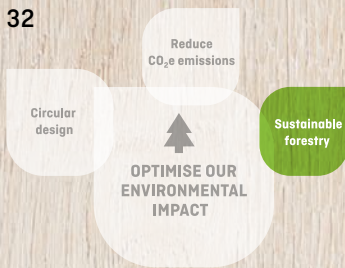 32
Reduce
CO₂e emissions
Circular
design
Sustainable
forestry
OPTIMISE OUR
ENVIRONMENTAL
IMPACT